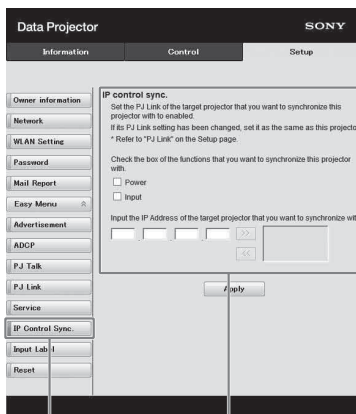 Data Projector
SONY
Information
Control
Setup
Owner information
Network
WLAN Setting
Password
Mail Report
Easy Menu
Advertisement
ADCP
PJ Talk
PJ Link
Service
IP Control Sync.
Input Label
Reset
IP control sync.
Set the PJ Link of the target projector that you want to synchronize this
projector with to enabled.
If its PJ Link setting has been changed, set it as the same as this projecto
* Refer to "PJ Link" on the Setup page.
Check the box of the functions that you want to synchronize this projector
with.
Power
Input
Input the IP Address of the target projector that you want to synchronize wit
>>
<<
Apply